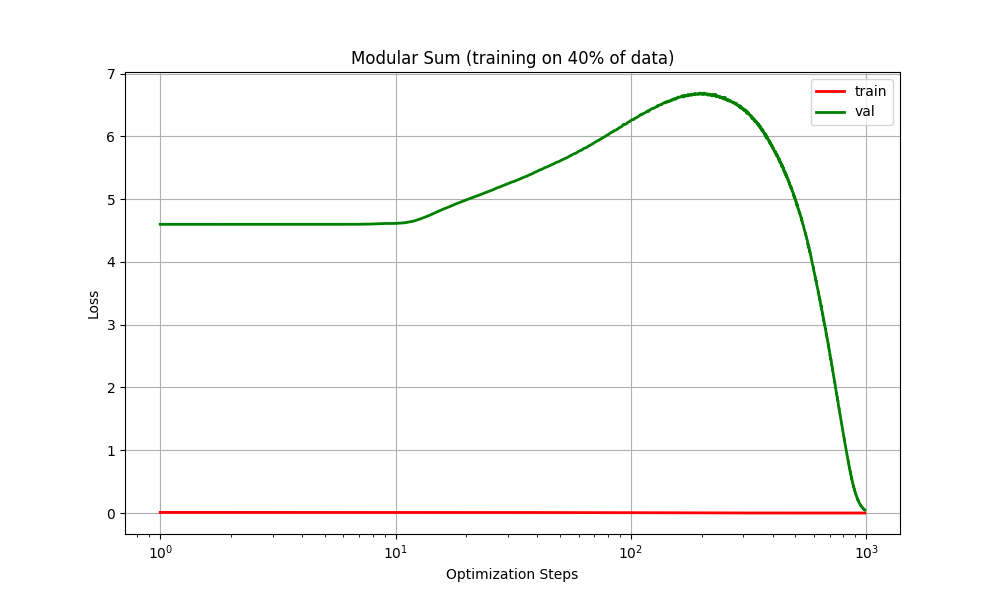 Modular Sum (training on 40% of data)
train
val
7
6
5
4
3
2
1
0
Loss
10⁰ 10¹ 10² 10³
Optimization Steps